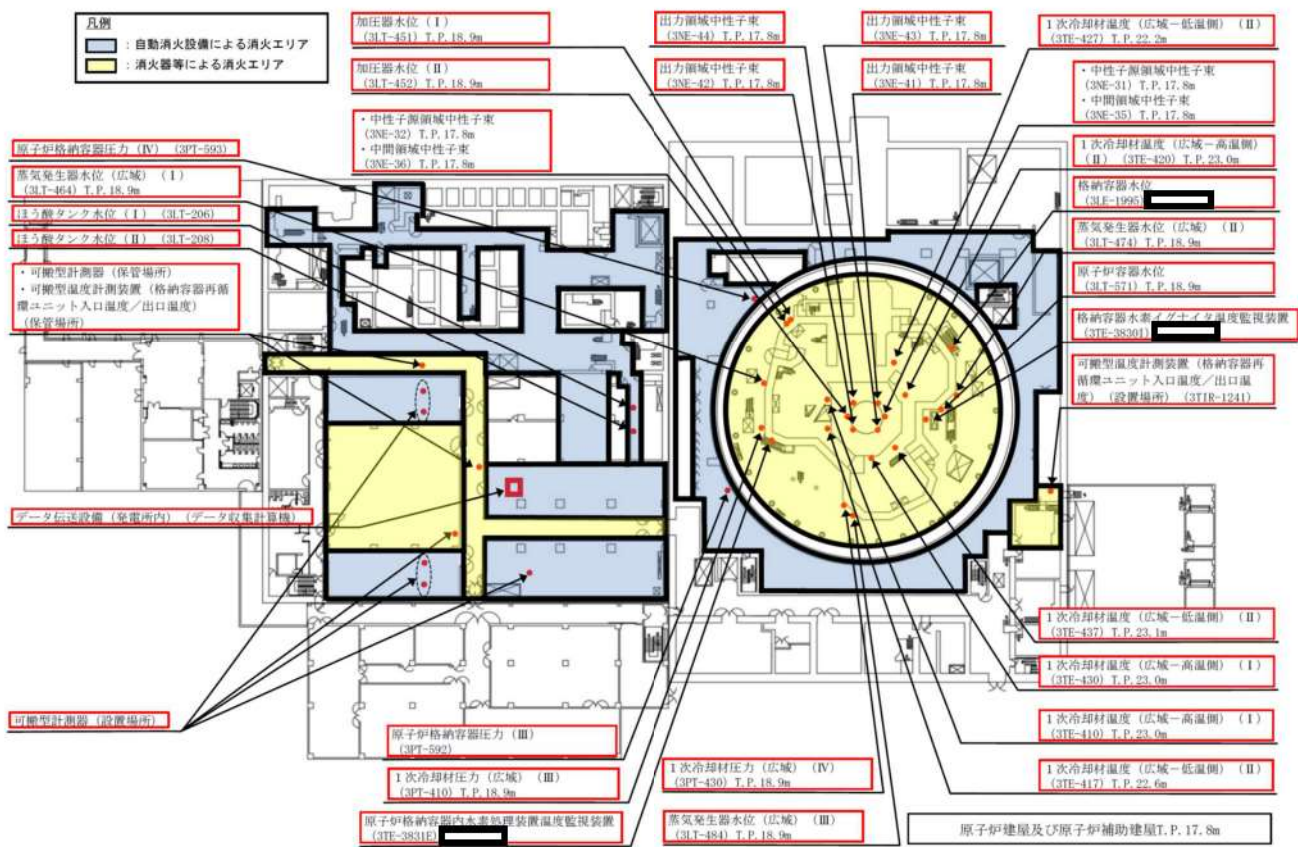 凡例
：自動消火設備による消火エリア
：消火器等による消火エリア
加圧器水位（Ⅰ）
（3LT-451）T.P.18.9m
加圧器水位（Ⅱ）
（3LT-452）T.P.18.9m
・中性子源領域中性子束
（3NE-32）T.P.17.8m
・中間領域中性子束
（3NE-36）T.P.17.8m
出力領域中性子束
（3NE-44）T.P.17.8m
出力領域中性子束
（3NE-42）T.P.17.8m
出力領域中性子束
（3NE-43）T.P.17.8m
出力領域中性子束
（3NE-41）T.P.17.8m
1次冷却材温度（広域－低温側）（Ⅱ）
（3TE-427）T.P.22.2m
・中性子源領域中性子束
（3NE-31）T.P.17.8m
・中間領域中性子束
（3NE-35）T.P.17.8m
1次冷却材温度（広域－高温側）
（Ⅱ）（3TE-420）T.P.23.0m
格納容器水位
（3LE-1995）
蒸気発生器水位（広域）（Ⅱ）
（3LT-474）T.P.18.9m
原子炉容器水位
（3LT-571）T.P.18.9m
格納容器水素イグナイタ温度監視装置
（3TE-38301）
可搬型温度計測装置（格納容器再
循環ユニット入口温度／出口温
度）（設置場所）（3TIR-1241）
原子炉格納容器圧力（Ⅳ）（3PT-593）
蒸気発生器水位（広域）（Ⅰ）
（3LT-464）T.P.18.9m
ほう酸タンク水位（Ⅰ）（3LT-206）
ほう酸タンク水位（Ⅱ）（3LT-208）
・可搬型計測器（保管場所）
・可搬型温度計測装置（格納容器再循
環ユニット入口温度／出口温度）
（保管場所）
データ伝送設備（発電所内）（データ収集計算機）
可搬型計測器（設置場所）
原子炉格納容器圧力（Ⅲ）
（3PT-592）
1次冷却材圧力（広域）（Ⅲ）
（3PT-410）T.P.18.9m
原子炉格納容器内水素処理装置温度監視装置
（3TE-3831E）
1次冷却材圧力（広域）（Ⅳ）
（3PT-430）T.P.18.9m
蒸気発生器水位（広域）（Ⅲ）
（3LT-484）T.P.18.9m
1次冷却材温度（広域－低温側）（Ⅱ）
（3TE-437）T.P.23.1m
1次冷却材温度（広域－高温側）（Ⅰ）
（3TE-430）T.P.23.0m
1次冷却材温度（広域－高温側）（Ⅰ）
（3TE-410）T.P.23.0m
1次冷却材温度（広域－低温側）（Ⅱ）
（3TE-417）T.P.22.6m
原子炉建屋及び原子炉補助建屋T.P.17.8m